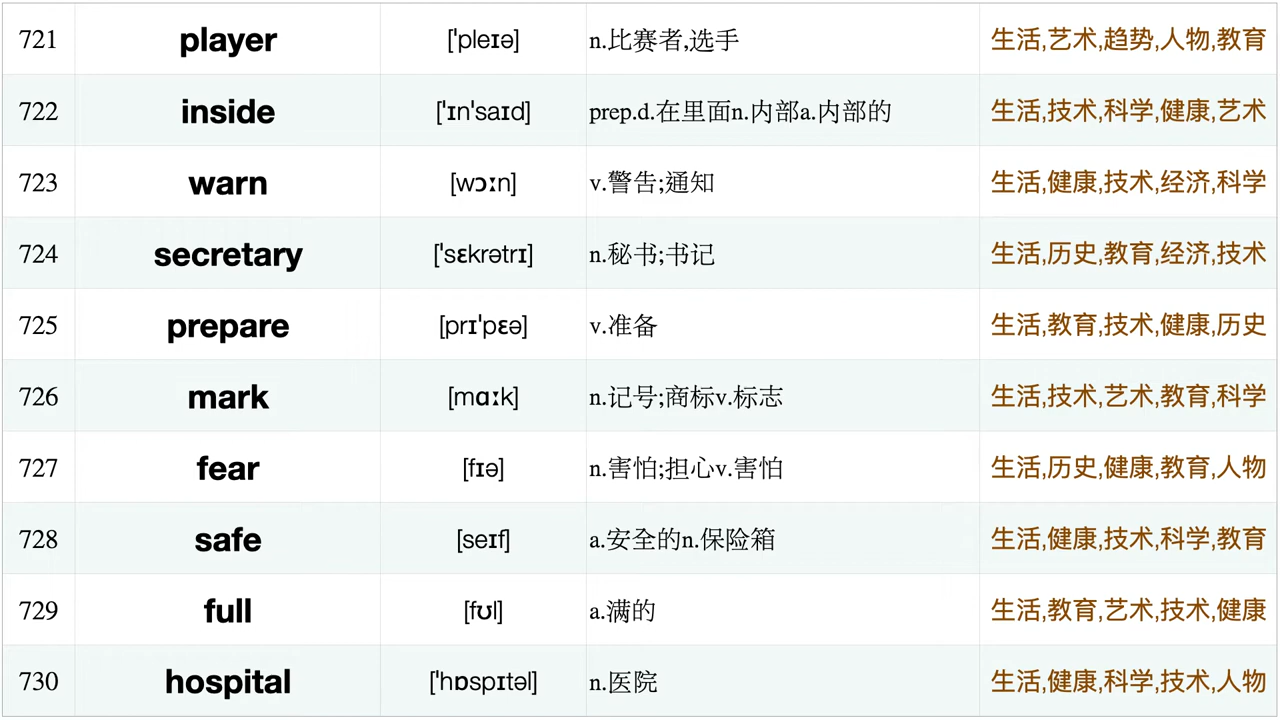 721 player [ˈpleɪə] n.比赛者,选手 生活,艺术,趋势,人物,教育
722 inside [ˈɪnˈsaɪd] prep.d.在里面n.内部a.内部的 生活,技术,科学,健康,艺术
723 warn [wɔːn] v.警告;通知 生活,健康,技术,经济,科学
724 secretary [ˈsɛkrətrɪ] n.秘书;书记 生活,历史,教育,经济,技术
725 prepare [prɪˈpɛə] v.准备 生活,教育,技术,健康,历史
726 mark [mɑːk] n.记号;商标v.标志 生活,技术,艺术,教育,科学
727 fear [fɪə] n.害怕;担心v.害怕 生活,历史,健康,教育,人物
728 safe [seɪf] a.安全的n.保险箱 生活,健康,技术,科学,教育
729 full [fʊl] a.满的 生活,教育,艺术,技术,健康
730 hospital [ˈhɒspɪtəl] n.医院 生活,健康,科学,技术,人物